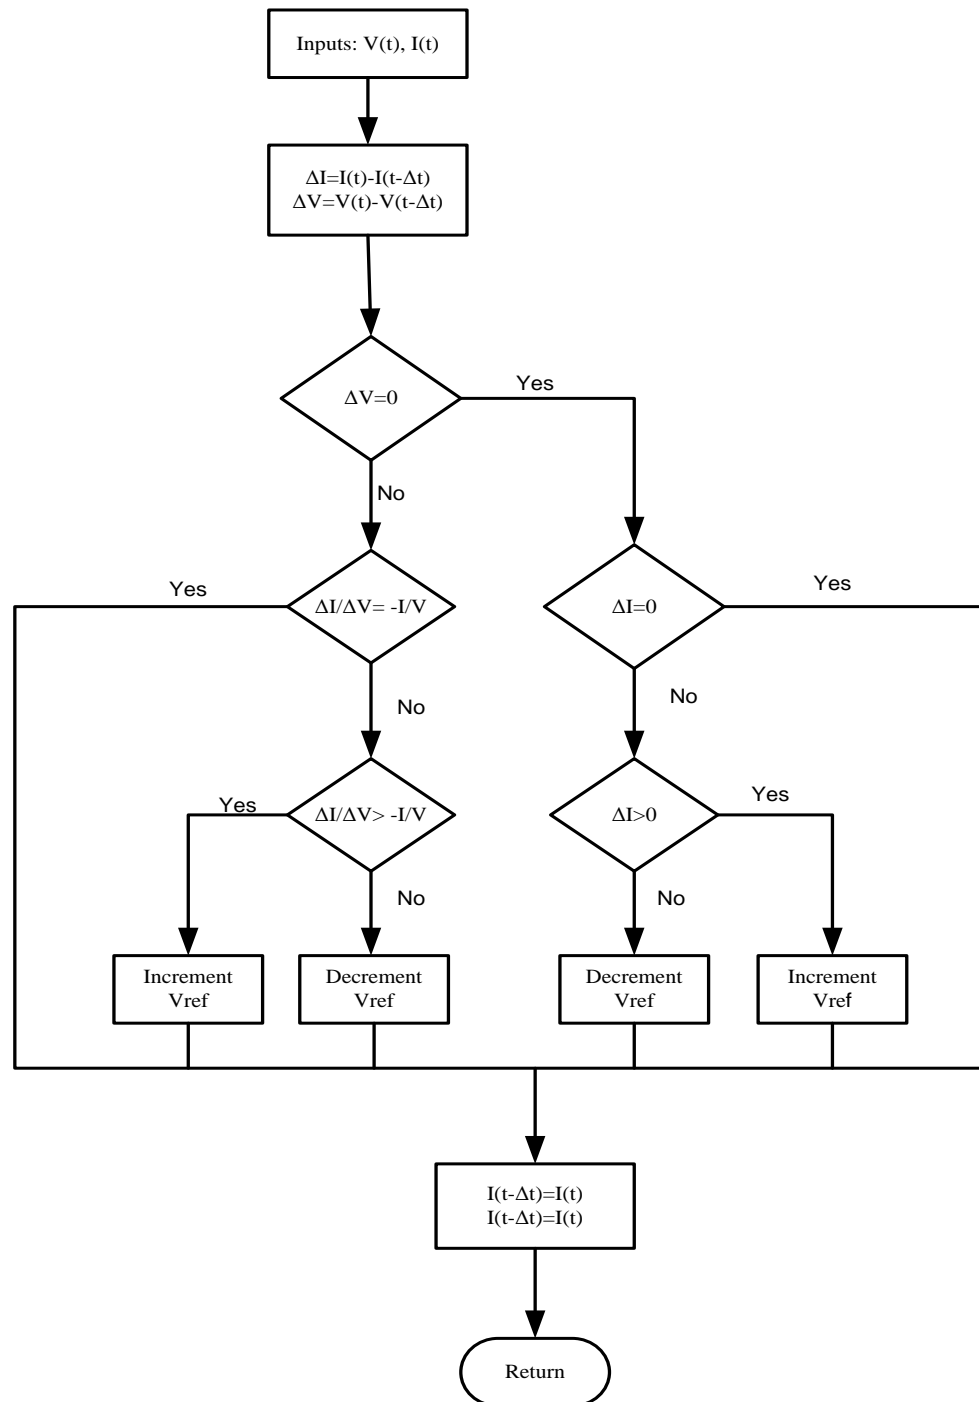 Inputs: V(t), I(t)
ΔI=I(t)-I(t-Δt)
ΔV=V(t)-V(t-Δt)
ΔV=0
Yes
No
Yes
ΔI/ΔV= -I/V
ΔI=0
Yes
No
No
Yes
ΔI/ΔV> -I/V
ΔI>0
Yes
No
No
Increment
Vref
Decrement
Vref
Decrement
Vref
Increment
Vref
I(t-Δt)=I(t)
I(t-Δt)=I(t)
Return